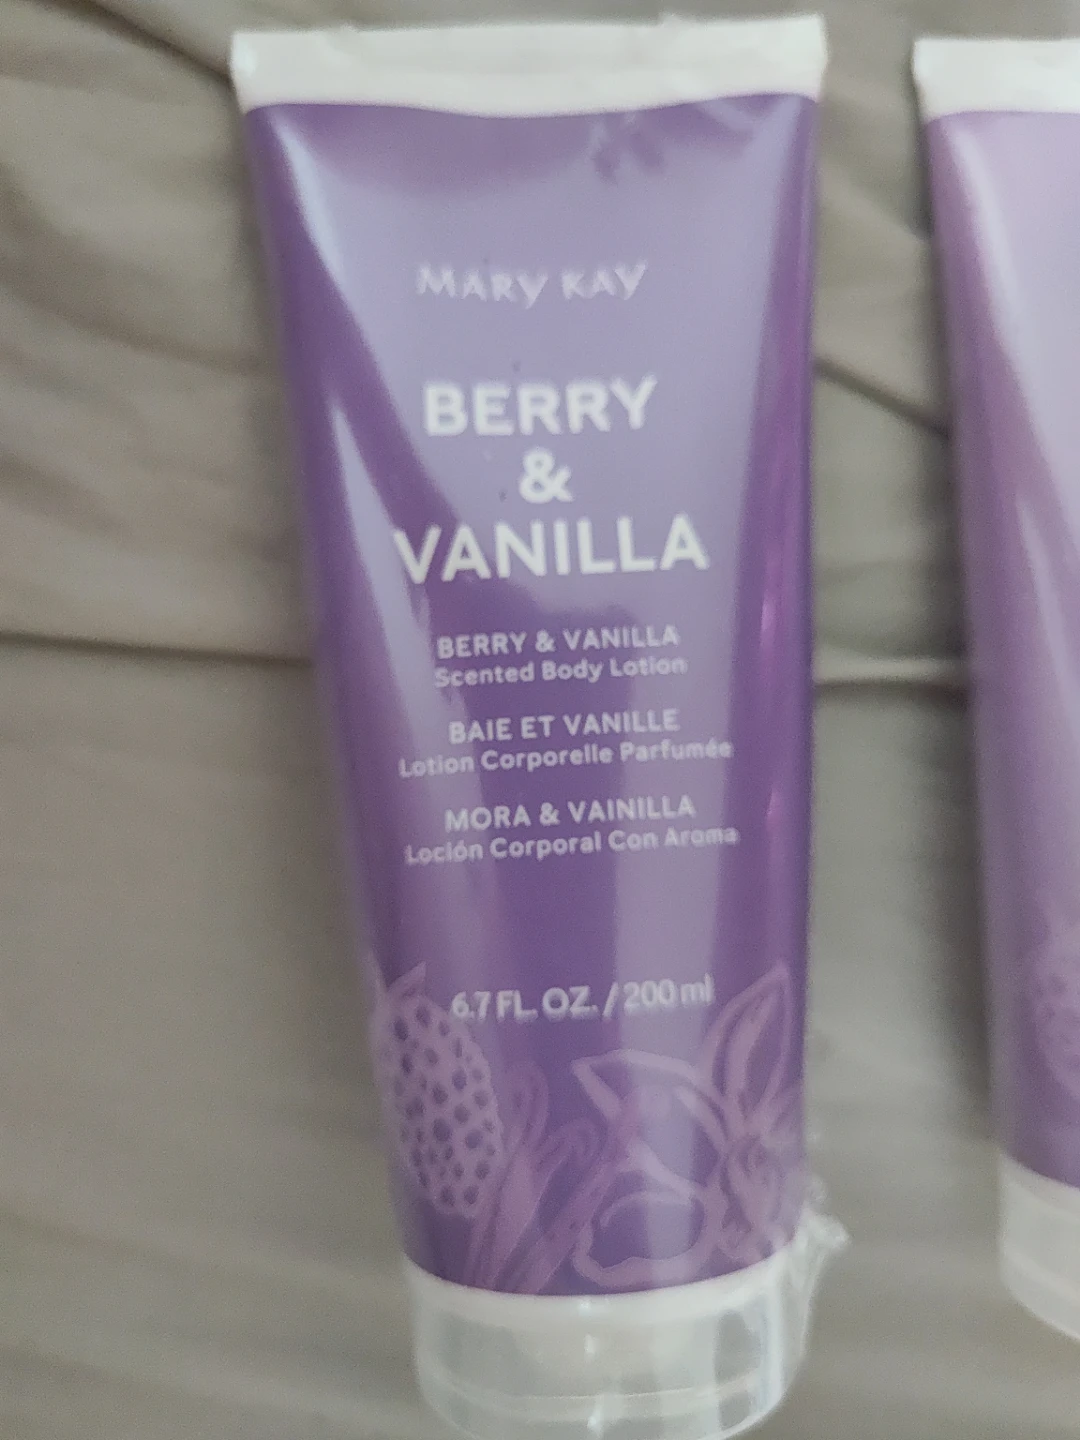 MARY KAY
BERRY
&
VANILLA
BERRY & VANILLA
Scented Body Lotion
BAIE ET VANILLE
Lotion Corporelle Parfumée
MORA & VAINILLA
Loción Corporal Con Aroma
6.7 FL. OZ. / 200 ml